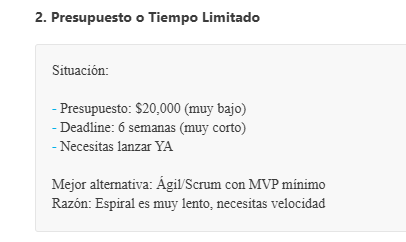 2. Presupuesto o Tiempo Limitado
Situación:
- Presupuesto: $20,000 (muy bajo)
- Deadline: 6 semanas (muy corto)
- Necesitas lanzar YA
Mejor alternativa: Ágil/Scrum con MVP mínimo
Razón: Espiral es muy lento, necesitas velocidad